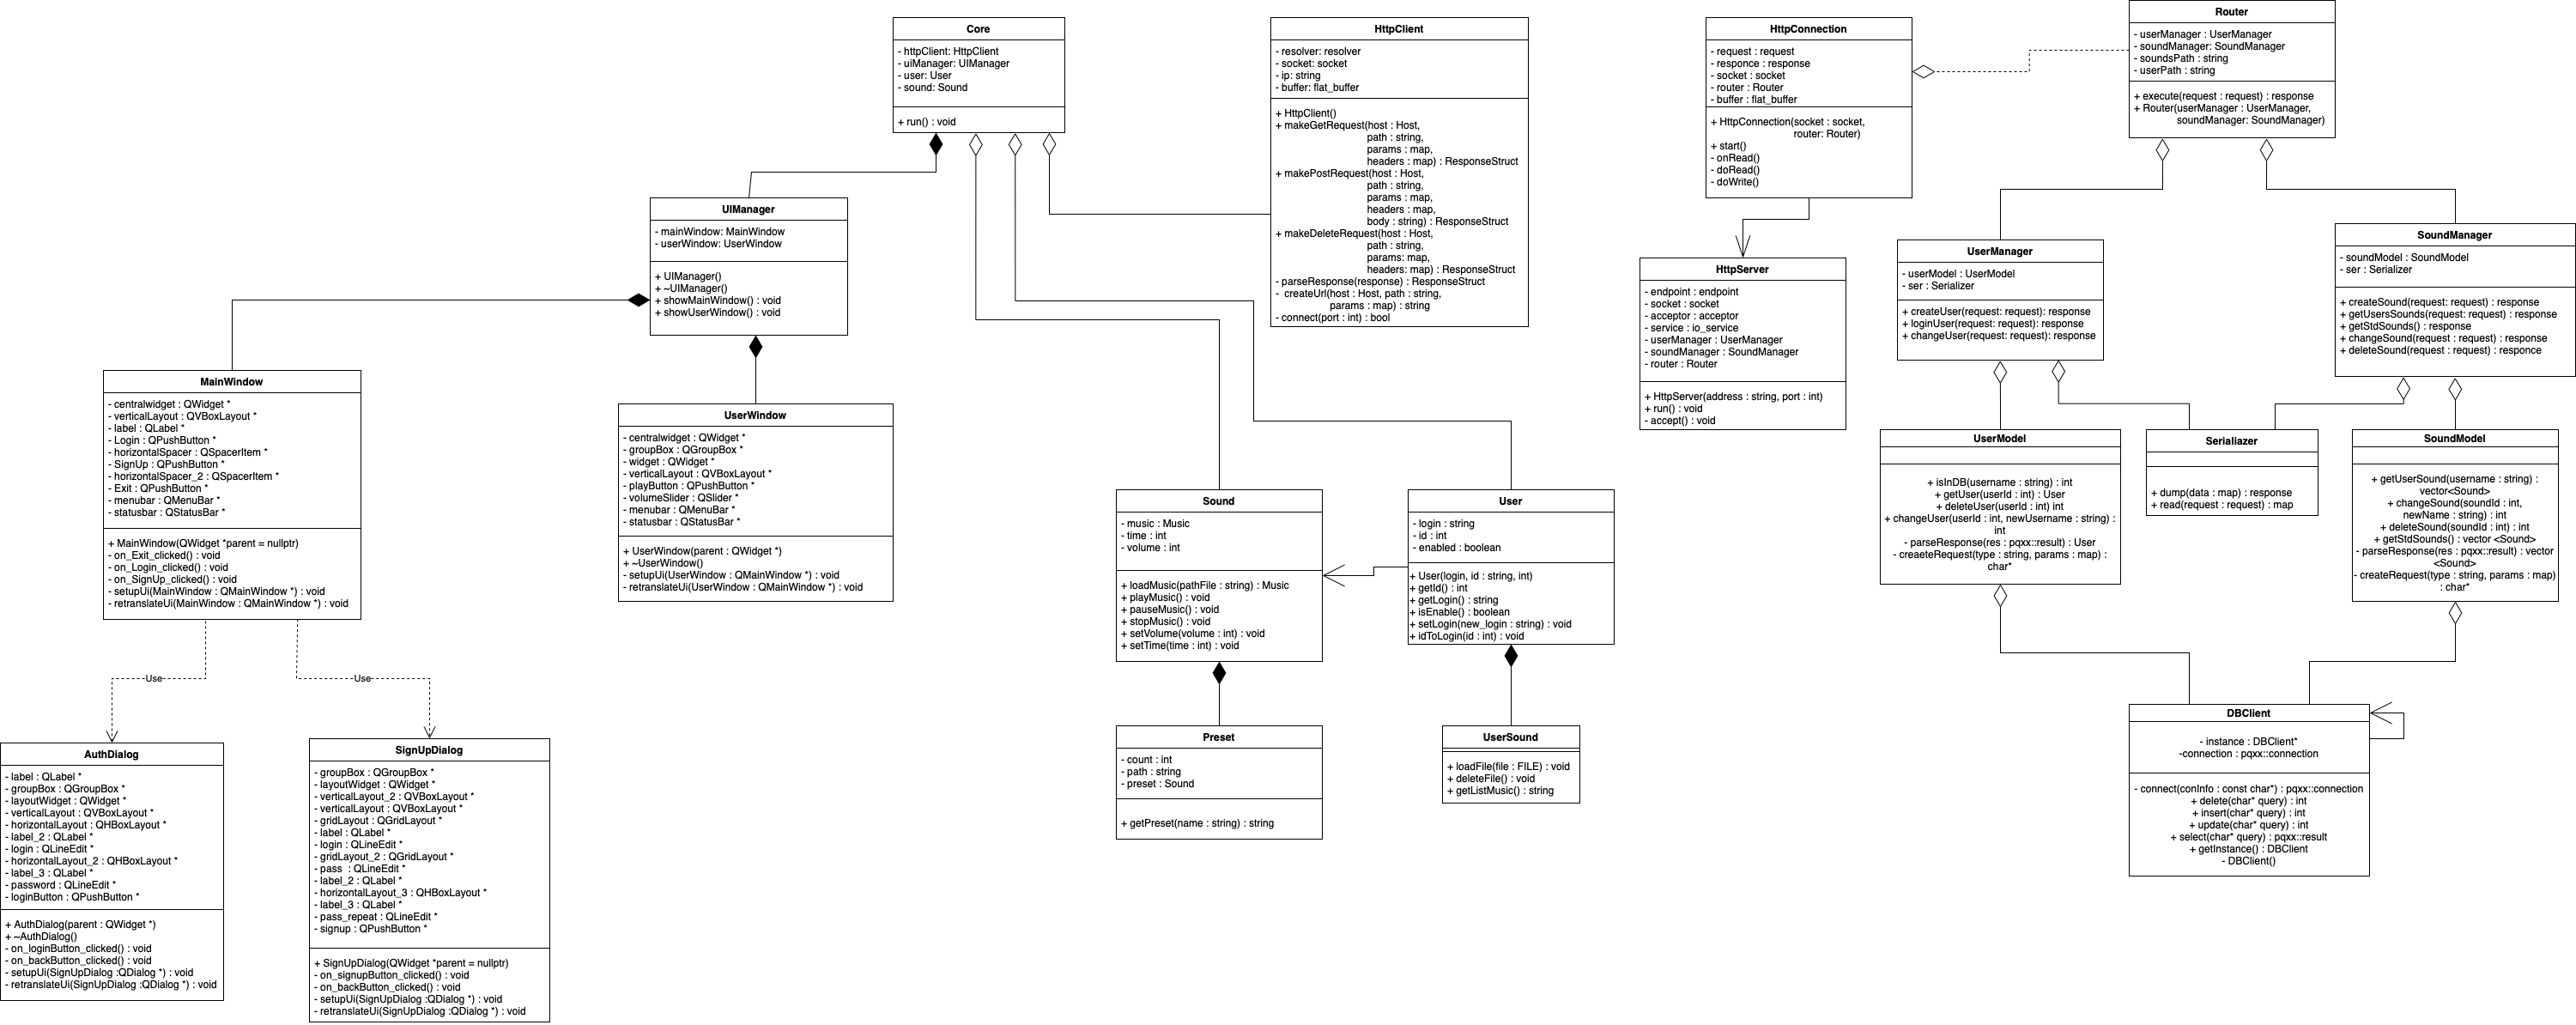 Core
- httpClient: HttpClient
- uiManager: UIManager
- user: User
- sound: Sound
+ run() : void
HttpClient
- resolver: resolver
- socket: socket
- ip: string
- buffer: flat_buffer
+ HttpClient()
+ makeGetRequest(host : Host,
path : string,
params : map,
headers : map) : ResponseStruct
+ makePostRequest(host : Host,
path : string,
params : map,
headers : map,
body : string) : ResponseStruct
+ makeDeleteRequest(host : Host,
path : string,
params: map,
headers: map) : ResponseStruct
- parseResponse(response) : ResponseStruct
- createUrl(host : Host, path : string,
params : map) : string
- connect(port : int) : bool
HttpConnection
- request : request
- responce : response
- socket : socket
- router : Router
- buffer : flat_buffer
+ HttpConnection(socket : socket,
router: Router)
+ start()
- onRead()
- doRead()
- doWrite()
Router
- userManager : UserManager
- soundManager: SoundManager
- soundsPath : string
- userPath : string
+ execute(request : request) : response
+ Router(userManager : UserManager,
soundManager: SoundManager)
UIManager
- mainWindow: MainWindow
- userWindow: UserWindow
+ UIManager()
+ ~UIManager()
+ showMainWindow() : void
+ showUserWindow() : void
HttpServer
- endpoint : endpoint
- socket : socket
- acceptor : acceptor
- service : io_service
- userManager : UserManager
- soundManager : SoundManager
- router : Router
+ HttpServer(address : string, port : int)
+ run() : void
- accept() : void
UserManager
- userModel : UserModel
- ser : Serializer
+ createUser(request: request): response
+ loginUser(request: request): response
+ changeUser(request: request): response
SoundManager
- soundModel : SoundModel
- ser : Serializer
+ createSound(request: request) : response
+ getUsersSounds(request: request) : response
+ getStdSounds() : response
+ changeSound(request : request) : response
+ deleteSound(request : request) : responce
MainWindow
- centralwidget : QWidget *
- verticalLayout : QVBoxLayout *
- label : QLabel *
- Login : QPushButton *
- horizontalSpacer : QSpacerItem *
- SignUp : QPushButton *
- horizontalSpacer_2 : QSpacerItem *
- Exit : QPushButton *
- menubar : QMenuBar *
- statusbar : QStatusBar *
+ MainWindow(QWidget *parent = nullptr)
- on_Exit_clicked() : void
- on_Login_clicked() : void
- on_SignUp_clicked() : void
- setupUi(MainWindow : QMainWindow *) : void
- retranslateUi(MainWindow : QMainWindow *) : void
UserWindow
- centralwidget : QWidget *
- groupBox : QGroupBox *
- widget : QWidget *
- verticalLayout : QVBoxLayout *
- playButton : QPushButton *
- volumeSlider : QSlider *
- menubar : QMenuBar *
- statusbar : QStatusBar *
+ UserWindow(parent : QWidget *)
+ ~UserWindow()
- setupUi(UserWindow : QMainWindow *) : void
- retranslateUi(UserWindow : QMainWindow *) : void
UserModel
+ isInDB(username : string) : int
+ getUser(userId : int) : User
+ deleteUser(userId : int) int
+ changeUser(userId : int, newUsername : string) :
int
- parseResponse(res : pqxx::result) : User
- creaeteRequest(type : string, params : map) :
char*
Serialiazer
+ dump(data : map) : response
+ read(request : request) : map
SoundModel
+ getUserSound(username : string) :
vector<Sound>
+ changeSound(soundId : int,
newName : string) : int
+ deleteSound(soundId : int) : int
+ getStdSounds() : vector <Sound>
- parseResponse(res : pqxx::result) : vector
<Sound>
- createRequest(type : string, params : map)
: char*
Sound
- music : Music
- time : int
- volume : int
+ loadMusic(pathFile : string) : Music
+ playMusic() : void
+ pauseMusic() : void
+ stopMusic() : void
+ setVolume(volume : int) : void
+ setTime(time : int) : void
User
- login : string
- id : int
- enabled : boolean
+ User(login, id : string, int)
+ getId() : int
+ getLogin() : string
+ isEnable() : boolean
+ setLogin(new_login : string) : void
+ idToLogin(id : int) : void
Use
Use
AuthDialog
- label : QLabel *
- groupBox : QGroupBox *
- layoutWidget : QWidget *
- verticalLayout : QVBoxLayout *
- horizontalLayout : QHBoxLayout *
- label_2 : QLabel *
- login : QLineEdit *
- horizontalLayout_2 : QHBoxLayout *
- label_3 : QLabel *
- password : QLineEdit *
- loginButton : QPushButton *
+ AuthDialog(parent : QWidget *)
+ ~AuthDialog()
- on_loginButton_clicked() : void
- on_backButton_clicked() : void
- setupUi(SignUpDialog :QDialog *) : void
- retranslateUi(SignUpDialog :QDialog *) : void
SignUpDialog
- groupBox : QGroupBox *
- layoutWidget : QWidget *
- verticalLayout_2 : QVBoxLayout *
- verticalLayout : QVBoxLayout *
- gridLayout : QGridLayout *
- label : QLabel *
- login : QLineEdit *
- gridLayout_2 : QGridLayout *
- pass : QLineEdit *
- label_2 : QLabel *
- horizontalLayout_3 : QHBoxLayout *
- label_3 : QLabel *
- pass_repeat : QLineEdit *
- signup : QPushButton *
+ SignUpDialog(QWidget *parent = nullptr)
- on_signupButton_clicked() : void
- on_backButton_clicked() : void
- setupUi(SignUpDialog :QDialog *) : void
- retranslateUi(SignUpDialog :QDialog *) : void
Preset
- count : int
- path : string
- preset : Sound
+ getPreset(name : string) : string
UserSound
+ loadFile(file : FILE) : void
+ deleteFile() : void
+ getListMusic() : string
DBClient
- instance : DBClient*
-connection : pqxx::connection
- connect(conInfo : const char*) : pqxx::connection
+ delete(char* query) : int
+ insert(char* query) : int
+ update(char* query) : int
+ select(char* query) : pqxx::result
+ getInstance() : DBClient
- DBClient()